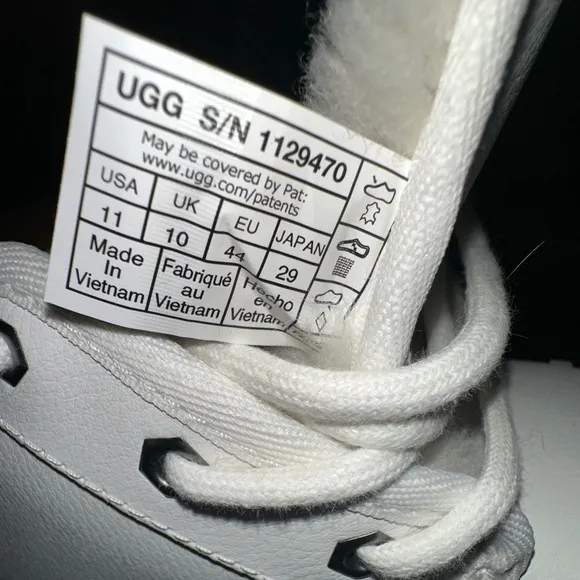 UGG S/N 1129470
May be covered by Pat:
www.ugg.com/patents
USA UK EU JAPAN
11 10 44 29
Made In Vietnam
Fabriqué au Vietnam
Hecho en Vietnam